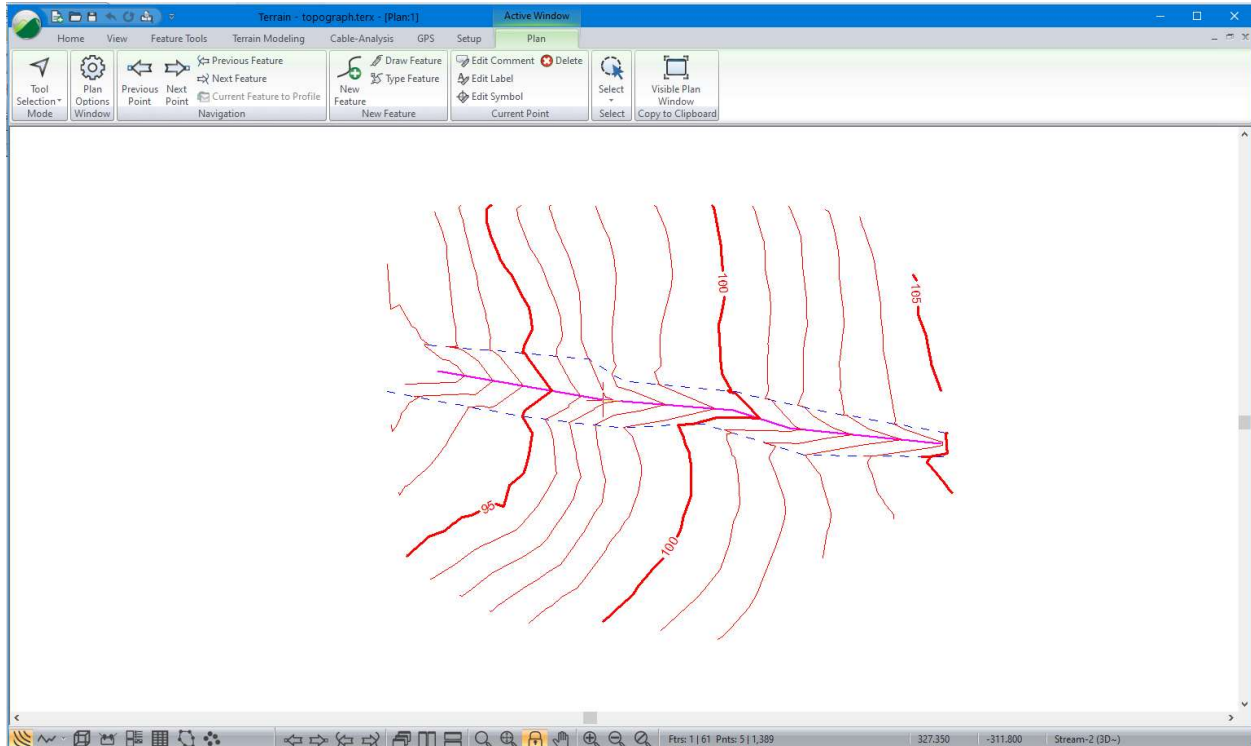 Terrain - topograph.terx - [Plan:1]
Active Window
Home View Feature Tools Terrain Modeling Cable-Analysis GPS Setup Plan
Tool
Selection
Mode
Plan
Options
Window
Previous
Point
Next
Point
Previous Feature
Next Feature
Current Feature to Profile
Navigation
New
Feature
Draw Feature
Type Feature
New Feature
Edit Comment Delete
Edit Label
Edit Symbol
Current Point
Select
Select
Visible Plan
Window
Copy to Clipboard
100
105
95
100
Ftrs: 1 | 61 Pnts: 5 | 1,389 327.350 -311.800 Stream-2 (3D~)